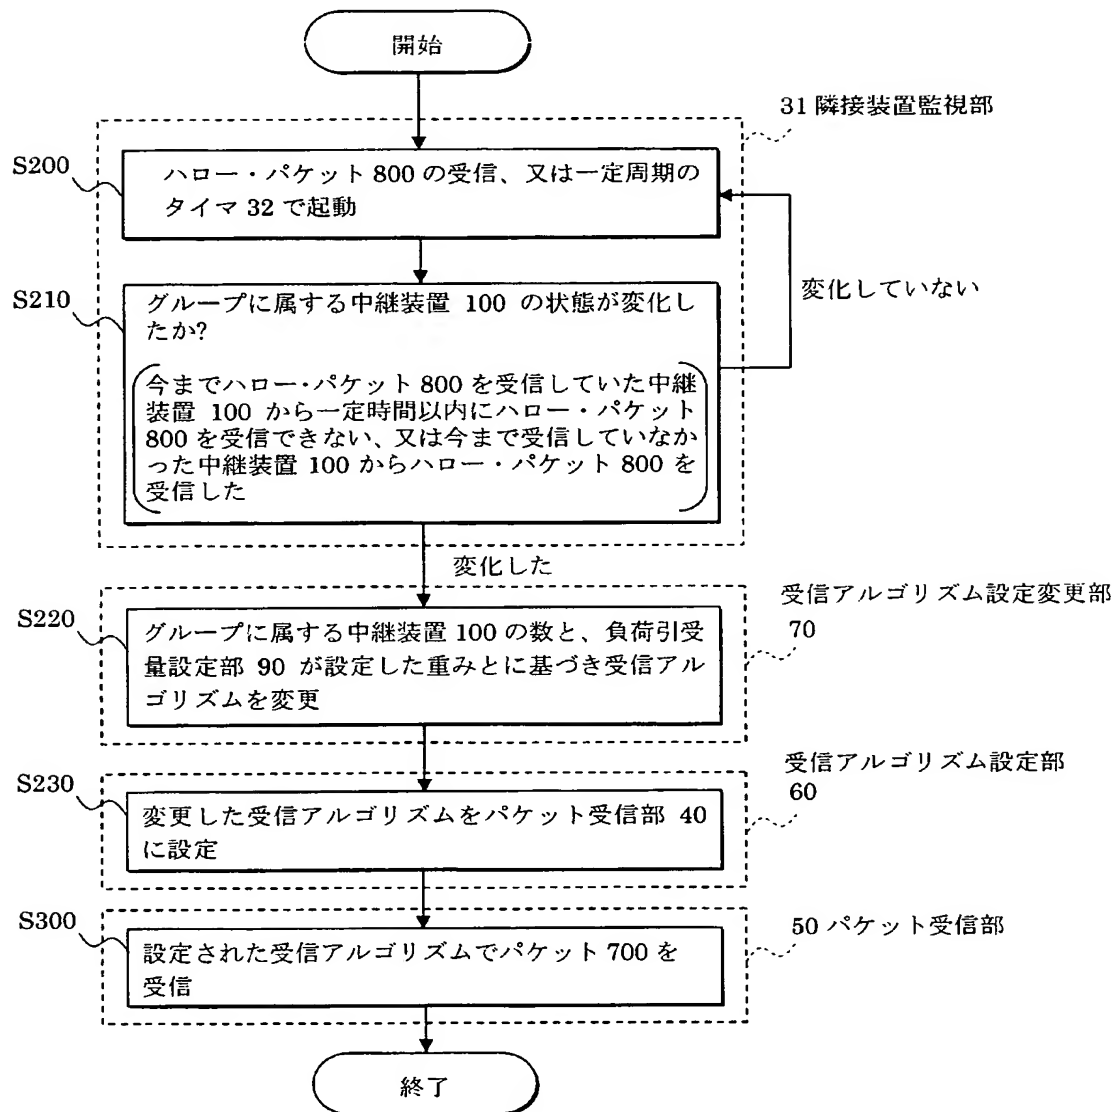 開始
31 隣接装置監視部
S200
ハロー・パケット 800 の受信、又は一定周期の
タイマ 32 で起動
S210
グループに属する中継装置 100 の状態が変化し
たか?
変化していない
今までハロー・パケット 800 を受信していた中継
装置 100 から一定時間以内にハロー・パケット
800 を受信できない、又は今まで受信していなか
った中継装置 100 からハロー・パケット 800 を
受信した
変化した
受信アルゴリズム設定変更部
70
S220
グループに属する中継装置 100 の数と、負荷引受
量設定部 90 が設定した重みとに基づき受信アル
ゴリズムを変更
受信アルゴリズム設定部
60
S230
変更した受信アルゴリズムをパケット受信部 40
に設定
S300
50 パケット受信部
設定された受信アルゴリズムでパケット 700 を
受信
終了